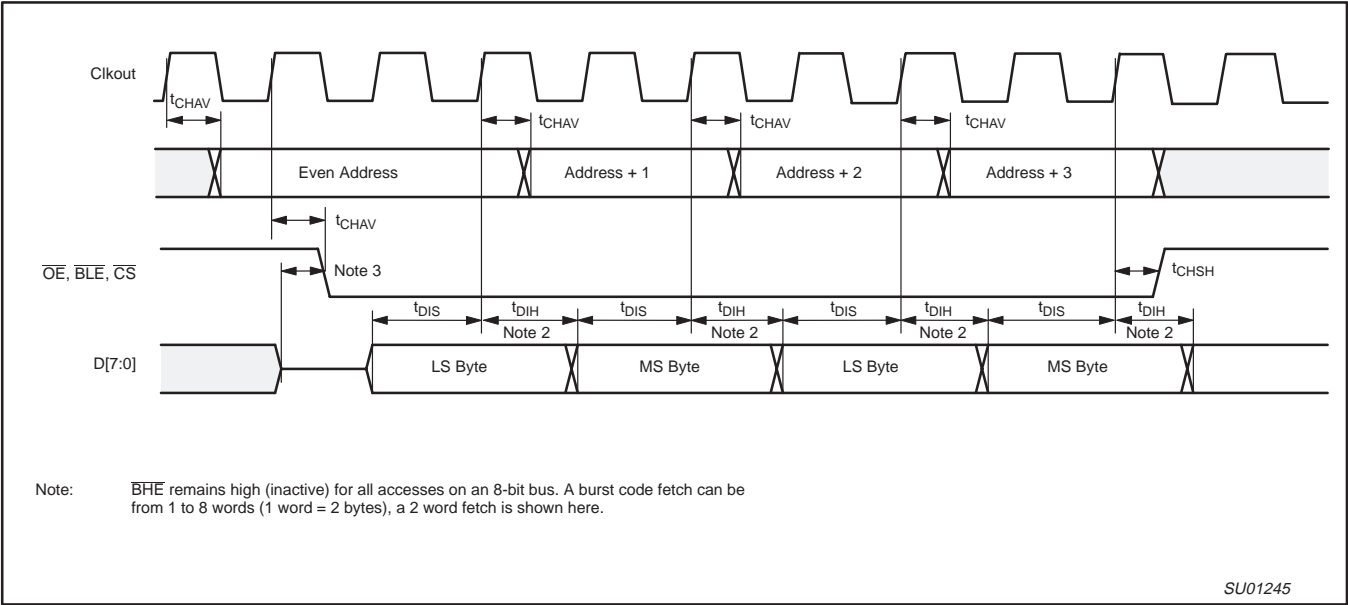 Clkout
tCHAV
tCHAV tCHAV tCHAV
Even Address Address + 1 Address + 2 Address + 3
tCHAV
OE, BLE, CS Note 3 tCHSH
tDIS tDIH tDIS tDIH tDIS tDIH tDIS tDIH
Note 2 Note 2 Note 2 Note 2
D[7:0] LS Byte MS Byte LS Byte MS Byte
Note: BHE remains high (inactive) for all accesses on an 8-bit bus. A burst code fetch can be
from 1 to 8 words (1 word = 2 bytes), a 2 word fetch is shown here.
SU01245